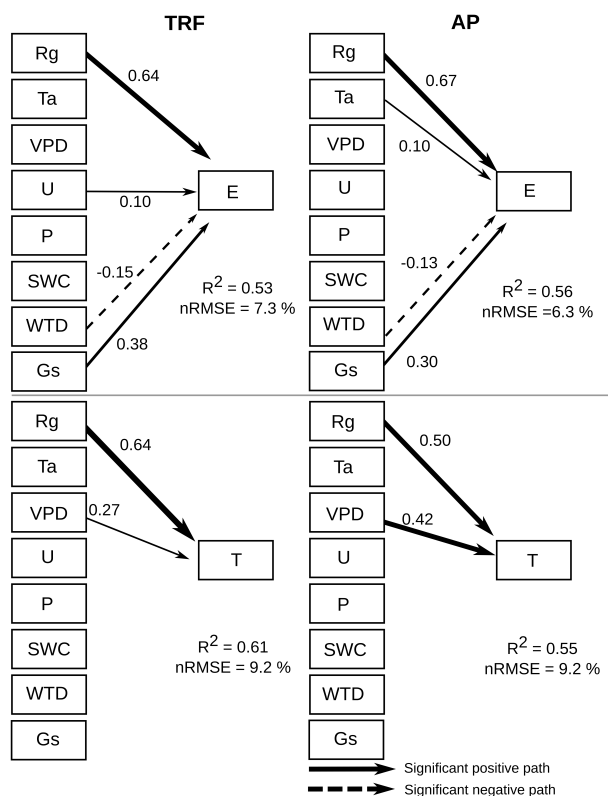 TRF
Rg
Ta
VPD
U
P
SWC
WTD
Gs
0.64
0.10
-0.15
0.38
E
R2 = 0.53
nRMSE = 7.3 %
AP
Rg
Ta
VPD
U
P
SWC
WTD
Gs
0.67
0.10
-0.13
0.30
E
R2 = 0.56
nRMSE =6.3 %
Rg
Ta
VPD
U
P
SWC
WTD
Gs
0.64
0.27
T
R2 = 0.61
nRMSE = 9.2 %
Rg
Ta
VPD
U
P
SWC
WTD
Gs
0.50
0.42
T
R2 = 0.55
nRMSE = 9.2 %
Significant positive path
Significant negative path